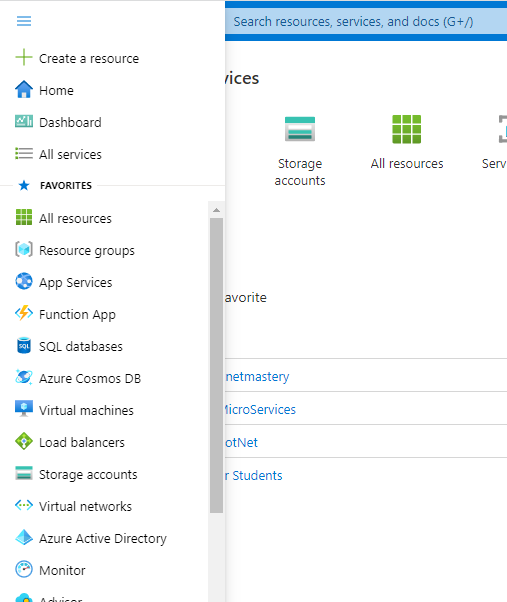 Search resources, services, and docs (G+/)
Create a resource
Home
Dashboard
All services
FAVORITES
All resources
Resource groups
App Services
Function App
SQL databases
Azure Cosmos DB
Virtual machines
Load balancers
Storage accounts
Virtual networks
Azure Active Directory
Monitor
Advisor
vices
Storage
accounts
All resources
Serv
avorite
netmastery
MicroServices
otNet
r Students